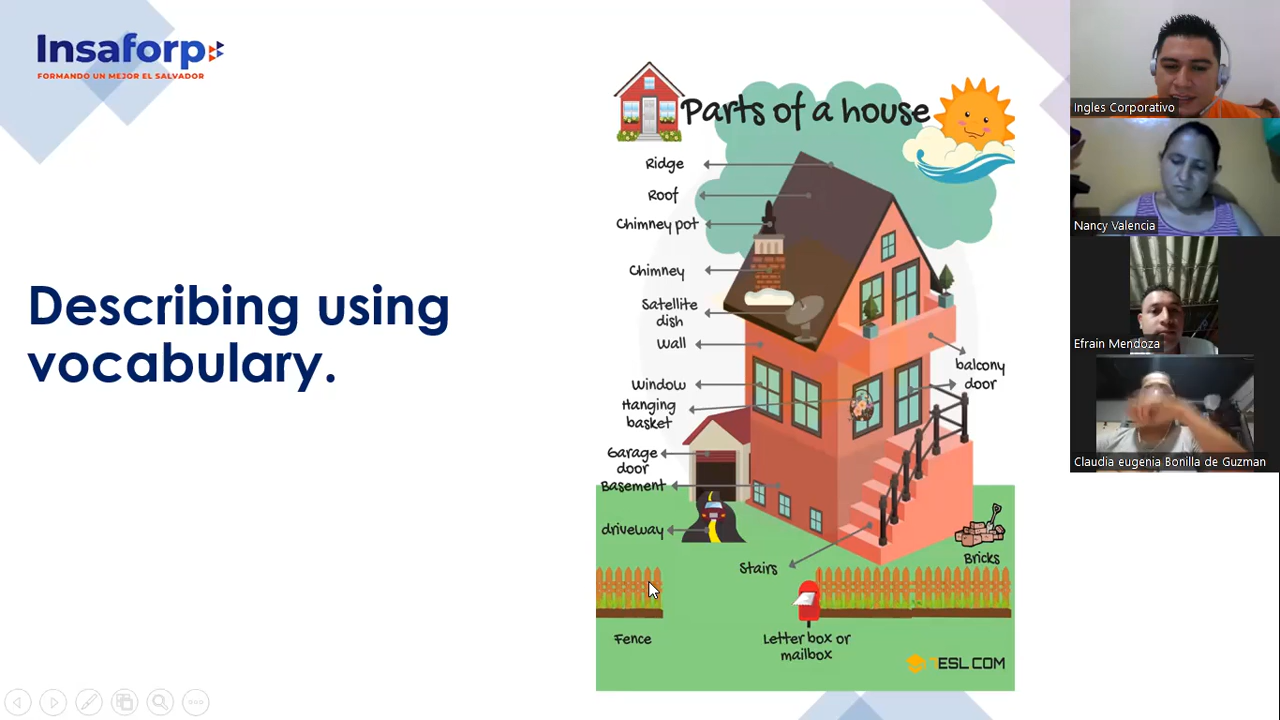 Insaforp
FORMANDO UN MEJOR EL SALVADOR
Describing using
vocabulary.
Parts of a house
Ridge
Roof
Chimney pot
Chimney
Satellite
dish
Wall
Window
Hanging
basket
Garage
door
Basement
driveway
Stairs
balcony
door
Bricks
Fence
Letter box or
mailbox
7ESL.COM
Ingles Corporativo
Nancy Valencia
Efrain Mendoza
Claudia eugenia Bonilla de Guzman